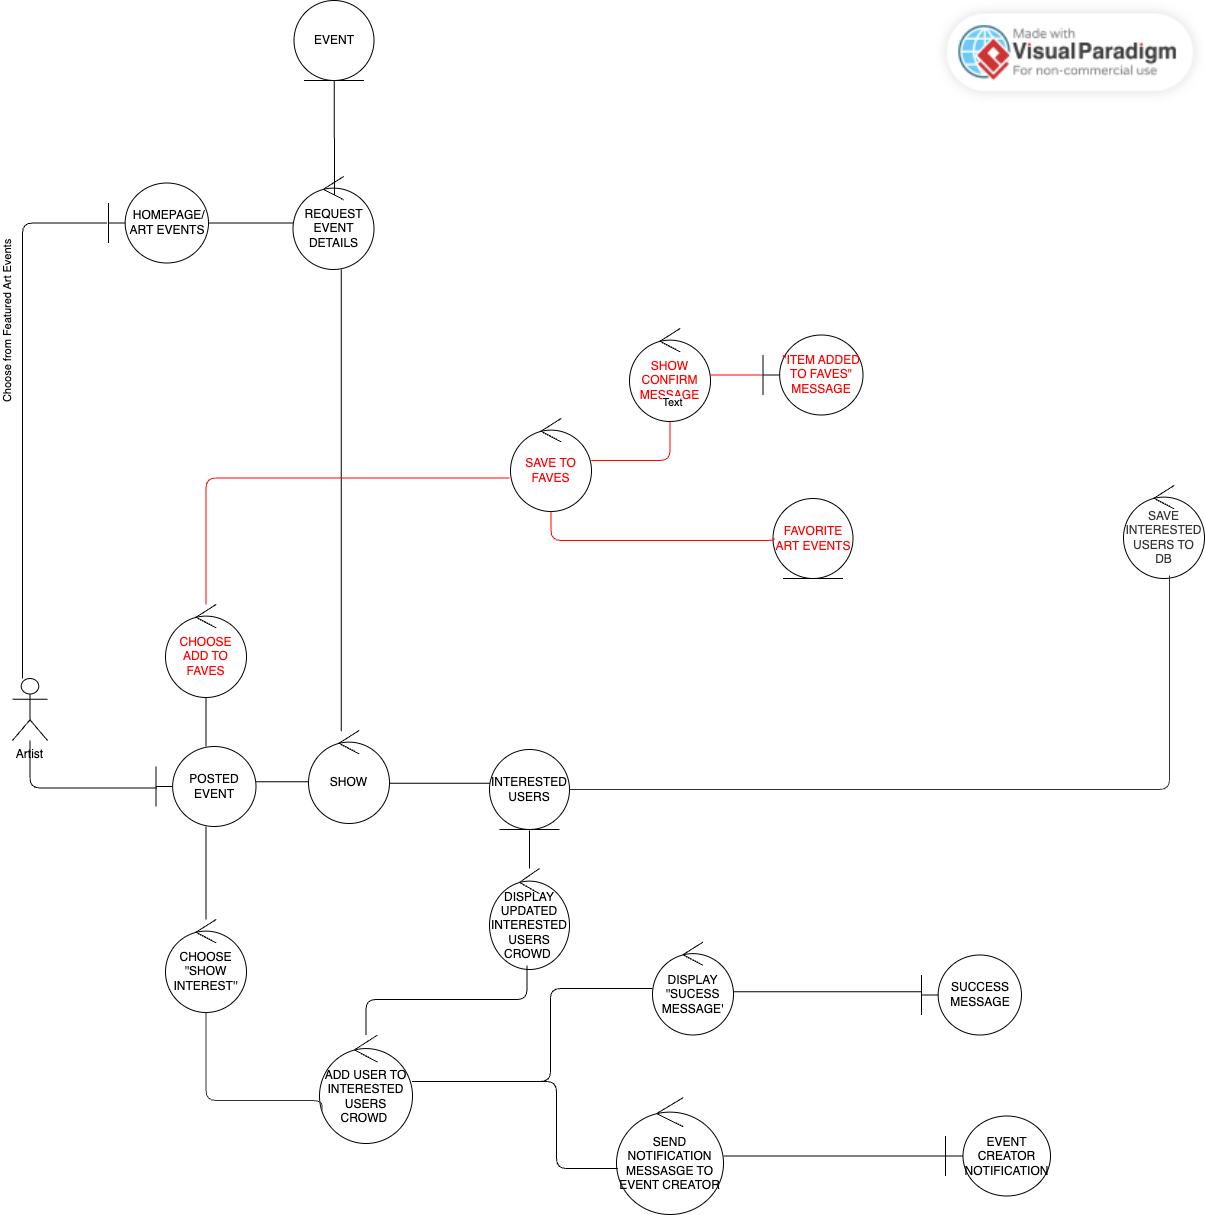 EVENT
Made with
Visual Paradigm
For non-commercial use
HOMEPAGE/
ART EVENTS
REQUEST
EVENT
DETAILS
Choose from Featured Art Events
SHOW
CONFIRM
MESSAGE
Text
"ITEM ADDED
TO FAVES"
MESSAGE
SAVE TO
FAVES
FAVORITE
ART EVENTS
SAVE
INTERESTED
USERS TO
DB
CHOOSE
ADD TO
FAVES
Artist
POSTED
EVENT
SHOW
INTERESTED
USERS
DISPLAY
UPDATED
INTERESTED
USERS
CROWD
CHOOSE
"SHOW
INTEREST"
DISPLAY
"SUCESS
MESSAGE'
SUCCESS
MESSAGE
ADD USER TO
INTERESTED
USERS
CROWD
SEND
NOTIFICATION
MESSASGE TO
EVENT CREATOR
EVENT
CREATOR
NOTIFICATION